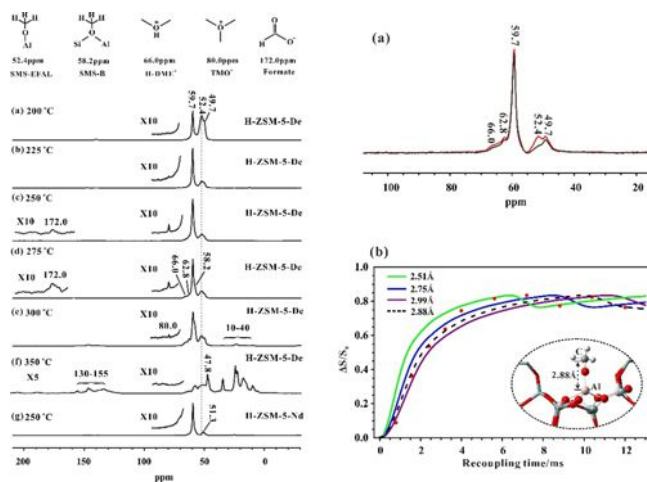 H H H
O
Al
52.4ppm
SMS-EFAL
H H H
O
Si Al
58.2ppm
SMS-B
O
H
66.0ppm
H-DME⁺
O
80.0ppm
TMO⁺
O
H O⁻
172.0ppm
Formate
(a) 200 °C
X10
59.7
52.4
49.7
H-ZSM-5-De
(b) 225 °C
X10
H-ZSM-5-De
(c) 250 °C
X10 172.0
X10
H-ZSM-5-De
(d) 275 °C
X10
172.0
X10
66.0
62.8
58.2
H-ZSM-5-De
(e) 300 °C
X10
80.0
10-40
H-ZSM-5-De
(f) 350 °C
X5
130-155
47.8
H-ZSM-5-De
(g) 250 °C
X10
51.3
H-ZSM-5-Nd
200 150 100 50 0
ppm
(a)
66.0
62.8
59.7
52.4
49.7
100 80 60 40 20
ppm
(b)
2.51Å
2.75Å
2.99Å
2.88Å
ΔS/S₀
0.8
0.6
0.4
0.2
0.0
C
2.88Å
Al
0 2 4 6 8 10 12
Recoupling time/ms